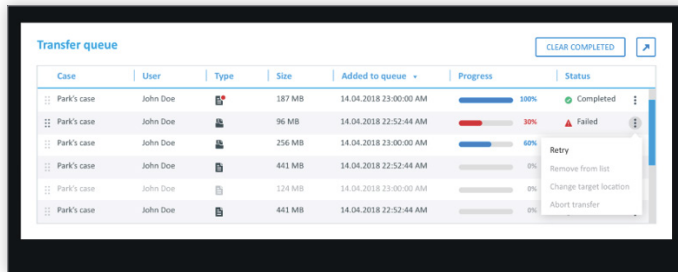 Transfer queue
CLEAR COMPLETED
Case User Type Size Added to queue Progress Status
Park's case John Doe 187 MB 14.04.2018 23:00:00 AM 100% Completed
Park's case John Doe 96 MB 14.04.2018 22:52:44 AM 30% Failed
Park's case John Doe 256 MB 14.04.2018 23:00:00 AM 60%
Retry
Park's case John Doe 441 MB 14.04.2018 22:52:44 AM 0%
Remove from list
Park's case John Doe 124 MB 14.04.2018 23:00:00 AM 0%
Change target location
Park's case John Doe 441 MB 14.04.2018 22:52:44 AM 0%
Abort transfer